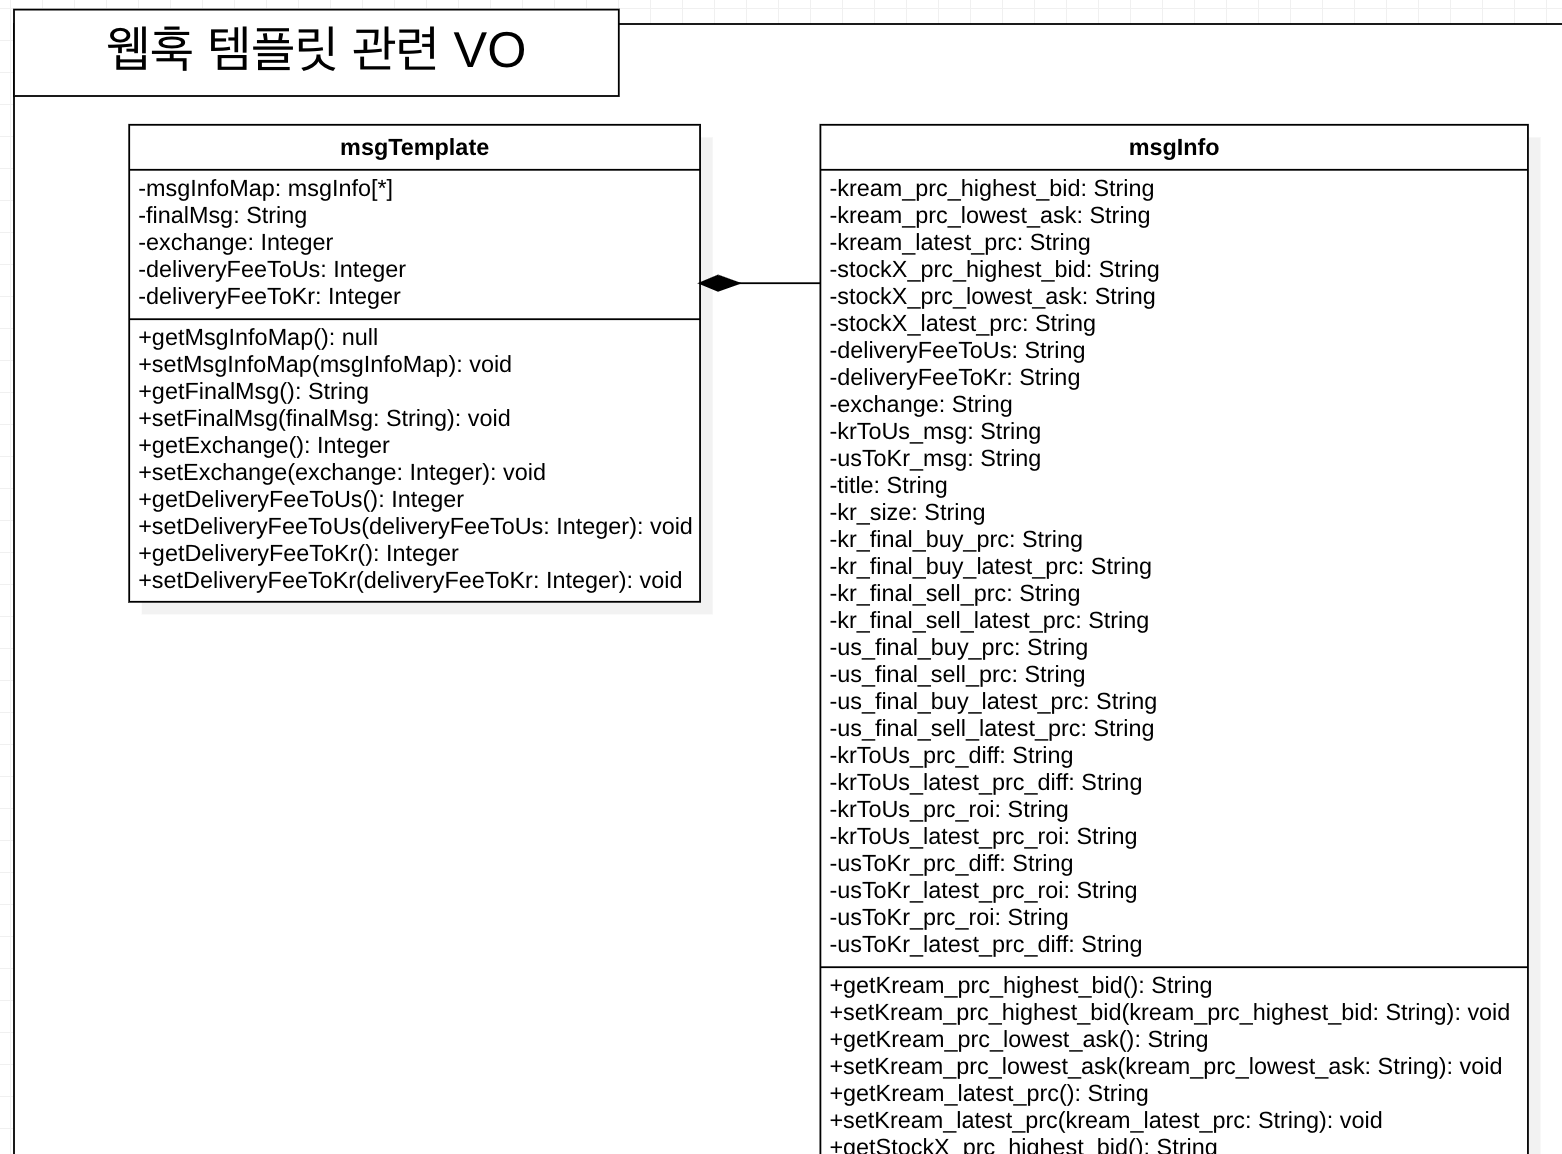 웹훅 템플릿 관련 VO
msgTemplate
-msgInfoMap: msgInfo[*]
-finalMsg: String
-exchange: Integer
-deliveryFeeToUs: Integer
-deliveryFeeToKr: Integer
+getMsgInfoMap(): null
+setMsgInfoMap(msgInfoMap): void
+getFinalMsg(): String
+setFinalMsg(finalMsg: String): void
+getExchange(): Integer
+setExchange(exchange: Integer): void
+getDeliveryFeeToUs(): Integer
+setDeliveryFeeToUs(deliveryFeeToUs: Integer): void
+getDeliveryFeeToKr(): Integer
+setDeliveryFeeToKr(deliveryFeeToKr: Integer): void
msgInfo
-kream_prc_highest_bid: String
-kream_prc_lowest_ask: String
-kream_latest_prc: String
-stockX_prc_highest_bid: String
-stockX_prc_lowest_ask: String
-stockX_latest_prc: String
-deliveryFeeToUs: String
-deliveryFeeToKr: String
-exchange: String
-krToUs_msg: String
-usToKr_msg: String
-title: String
-kr_size: String
-kr_final_buy_prc: String
-kr_final_buy_latest_prc: String
-kr_final_sell_prc: String
-kr_final_sell_latest_prc: String
-us_final_buy_prc: String
-us_final_sell_prc: String
-us_final_buy_latest_prc: String
-us_final_sell_latest_prc: String
-krToUs_prc_diff: String
-krToUs_latest_prc_diff: String
-krToUs_prc_roi: String
-krToUs_latest_prc_roi: String
-usToKr_prc_diff: String
-usToKr_latest_prc_roi: String
-usToKr_prc_roi: String
-usToKr_latest_prc_diff: String
+getKream_prc_highest_bid(): String
+setKream_prc_highest_bid(kream_prc_highest_bid: String): void
+getKream_prc_lowest_ask(): String
+setKream_prc_lowest_ask(kream_prc_lowest_ask: String): void
+getKream_latest_prc(): String
+setKream_latest_prc(kream_latest_prc: String): void
+getStockX_prc_highest_bid(): String